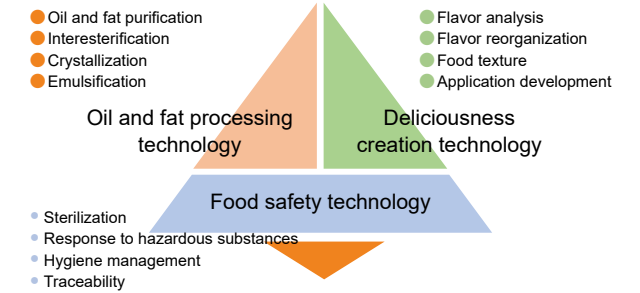 Oil and fat purification
Interesterification
Crystallization
Emulsification
Flavor analysis
Flavor reorganization
Food texture
Application development
Oil and fat processing
technology
Deliciousness
creation technology
Food safety technology
Sterilization
Response to hazardous substances
Hygiene management
Traceability